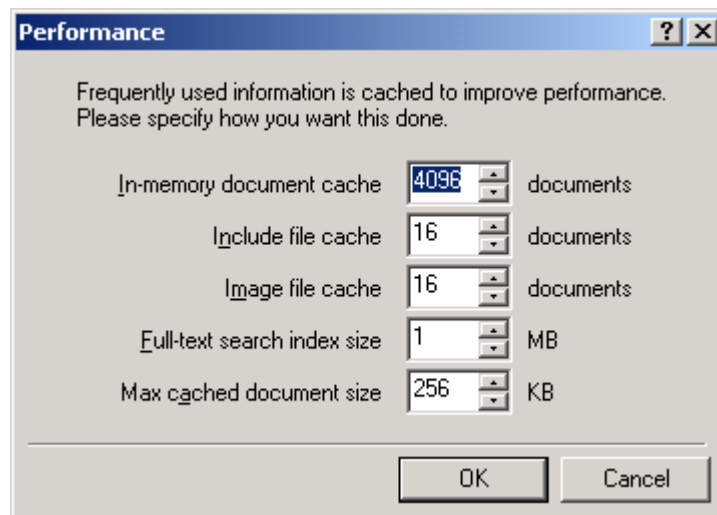 Performance
Frequently used information is cached to improve performance.
Please specify how you want this done.
In-memory document cache 4096 documents
Include file cache 16 documents
Image file cache 16 documents
Full-text search index size 1 MB
Max cached document size 256 KB
OK Cancel